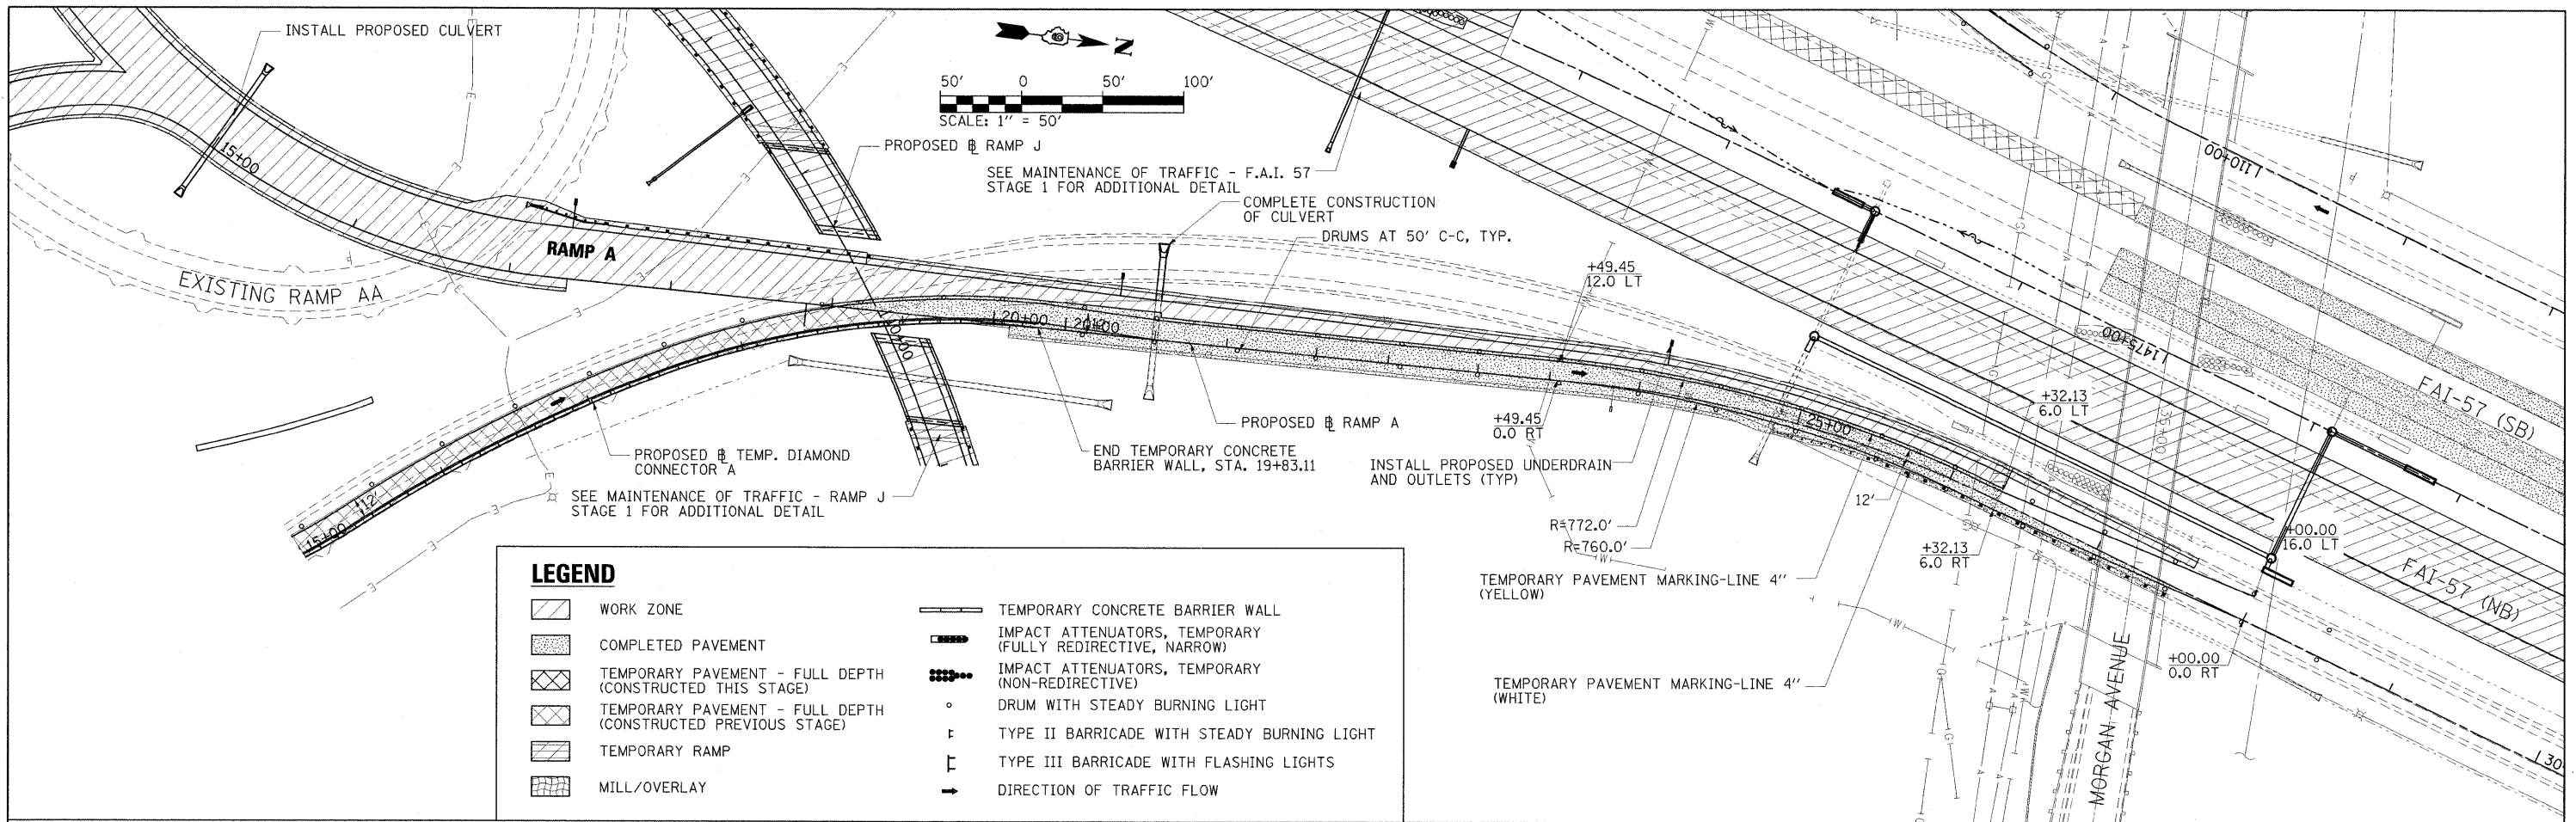 INSTALL PROPOSED CULVERT
N
50' 0 50' 100'
SCALE: 1" = 50'
PROPOSED ℄ RAMP J
SEE MAINTENANCE OF TRAFFIC - F.A.I. 57
STAGE 1 FOR ADDITIONAL DETAIL
COMPLETE CONSTRUCTION
OF CULVERT
DRUMS AT 50' C-C, TYP.
15+00
RAMP A
EXISTING RAMP AA
+49.45
12.0 LT
1110+00
1475+00
FAI-57 (SB)
FAI-57 (NB)
20+00
+32.13
6.0 LT
35+00
25+00
PROPOSED ℄ RAMP A
+49.45
0.0 RT
END TEMPORARY CONCRETE
BARRIER WALL, STA. 19+83.11
INSTALL PROPOSED UNDERDRAIN
AND OUTLETS (TYP)
PROPOSED ℄ TEMP. DIAMOND
CONNECTOR A
SEE MAINTENANCE OF TRAFFIC - RAMP J
STAGE 1 FOR ADDITIONAL DETAIL
12'
15+00
12'
R=772.0'
R=760.0'
+32.13
6.0 RT
+00.00
16.0 LT
TEMPORARY PAVEMENT MARKING-LINE 4"
(YELLOW)
TEMPORARY PAVEMENT MARKING-LINE 4"
(WHITE)
+00.00
0.0 RT
MORGAN AVENUE
30
LEGEND
WORK ZONE
COMPLETED PAVEMENT
TEMPORARY PAVEMENT - FULL DEPTH
(CONSTRUCTED THIS STAGE)
TEMPORARY PAVEMENT - FULL DEPTH
(CONSTRUCTED PREVIOUS STAGE)
TEMPORARY RAMP
MILL/OVERLAY
TEMPORARY CONCRETE BARRIER WALL
IMPACT ATTENUATORS, TEMPORARY
(FULLY REDIRECTIVE, NARROW)
IMPACT ATTENUATORS, TEMPORARY
(NON-REDIRECTIVE)
DRUM WITH STEADY BURNING LIGHT
TYPE II BARRICADE WITH STEADY BURNING LIGHT
TYPE III BARRICADE WITH FLASHING LIGHTS
DIRECTION OF TRAFFIC FLOW